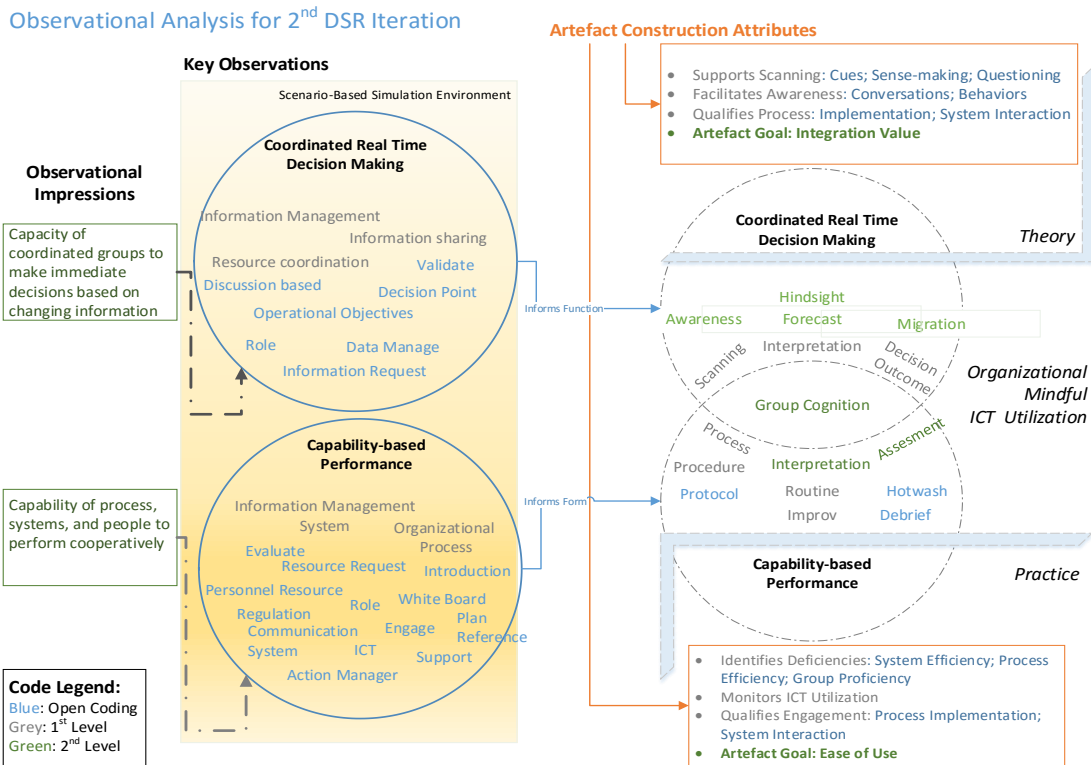 Observational Analysis for 2nd DSR Iteration
Artefact Construction Attributes
Key Observations
Scenario-Based Simulation Environment
Coordinated Real Time
Decision Making
Observational
Impressions
Capacity of
coordinated groups to
make immediate
decisions based on
changing information
Information Management
Information sharing
Resource coordination
Validate
Discussion based
Decision Point
Operational Objectives
Role
Data Manage
Information Request
Capability-based
Performance
Capability of process,
systems, and people to
perform cooperatively
Information Management
System
Organizational
Process
Evaluate
Resource Request
Introduction
Personnel Resource
White Board
Role
Regulation
Plan
Communication
Engage
Reference
System
ICT
Support
Action Manager
Code Legend:
Blue: Open Coding
Grey: 1st Level
Green: 2nd Level
Informs Function
Informs Form
• Supports Scanning: Cues; Sense-making; Questioning
• Facilitates Awareness: Conversations; Behaviors
• Qualifies Process: Implementation; System Interaction
• Artefact Goal: Integration Value
Coordinated Real Time
Decision Making
Theory
Hindsight
Awareness
Forecast
Migration
Scanning
Interpretation
Decision
Outcome
Organizational
Mindful
ICT Utilization
Group Cognition
Process
Assesment
Procedure
Interpretation
Protocol
Routine
Hotwash
Improv
Debrief
Capability-based
Performance
Practice
• Identifies Deficiencies: System Efficiency; Process
Efficiency; Group Proficiency
• Monitors ICT Utilization
• Qualifies Engagement: Process Implementation;
System Interaction
• Artefact Goal: Ease of Use